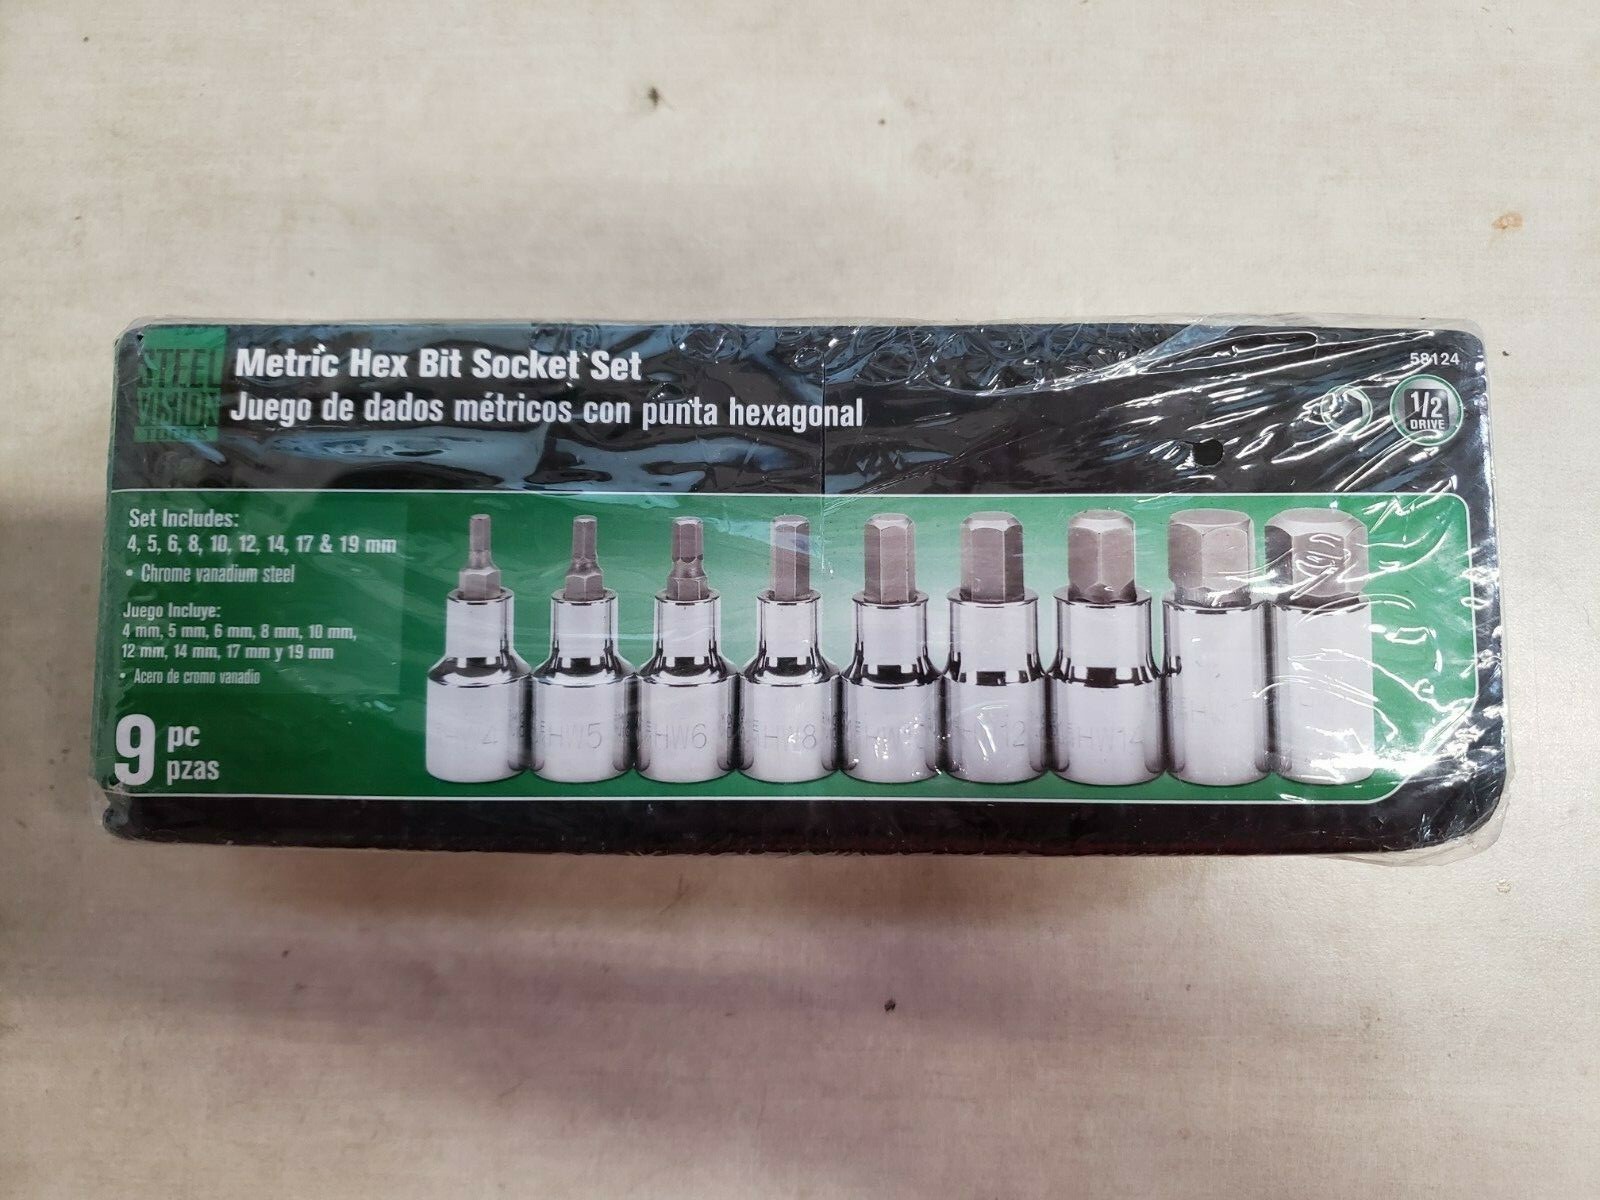 STEEL
VISION
TOOLS
Metric Hex Bit Socket Set
Juego de dados métricos con punta hexagonal
58124
1/2
DRIVE
Set Includes:
4, 5, 6, 8, 10, 12, 14, 17 & 19 mm
• Chrome vanadium steel
Juego Incluye:
4 mm, 5 mm, 6 mm, 8 mm, 10 mm,
12 mm, 14 mm, 17 mm y 19 mm
• Acero de cromo vanadio
9 pc
pzas
HW5
HW6
HW14